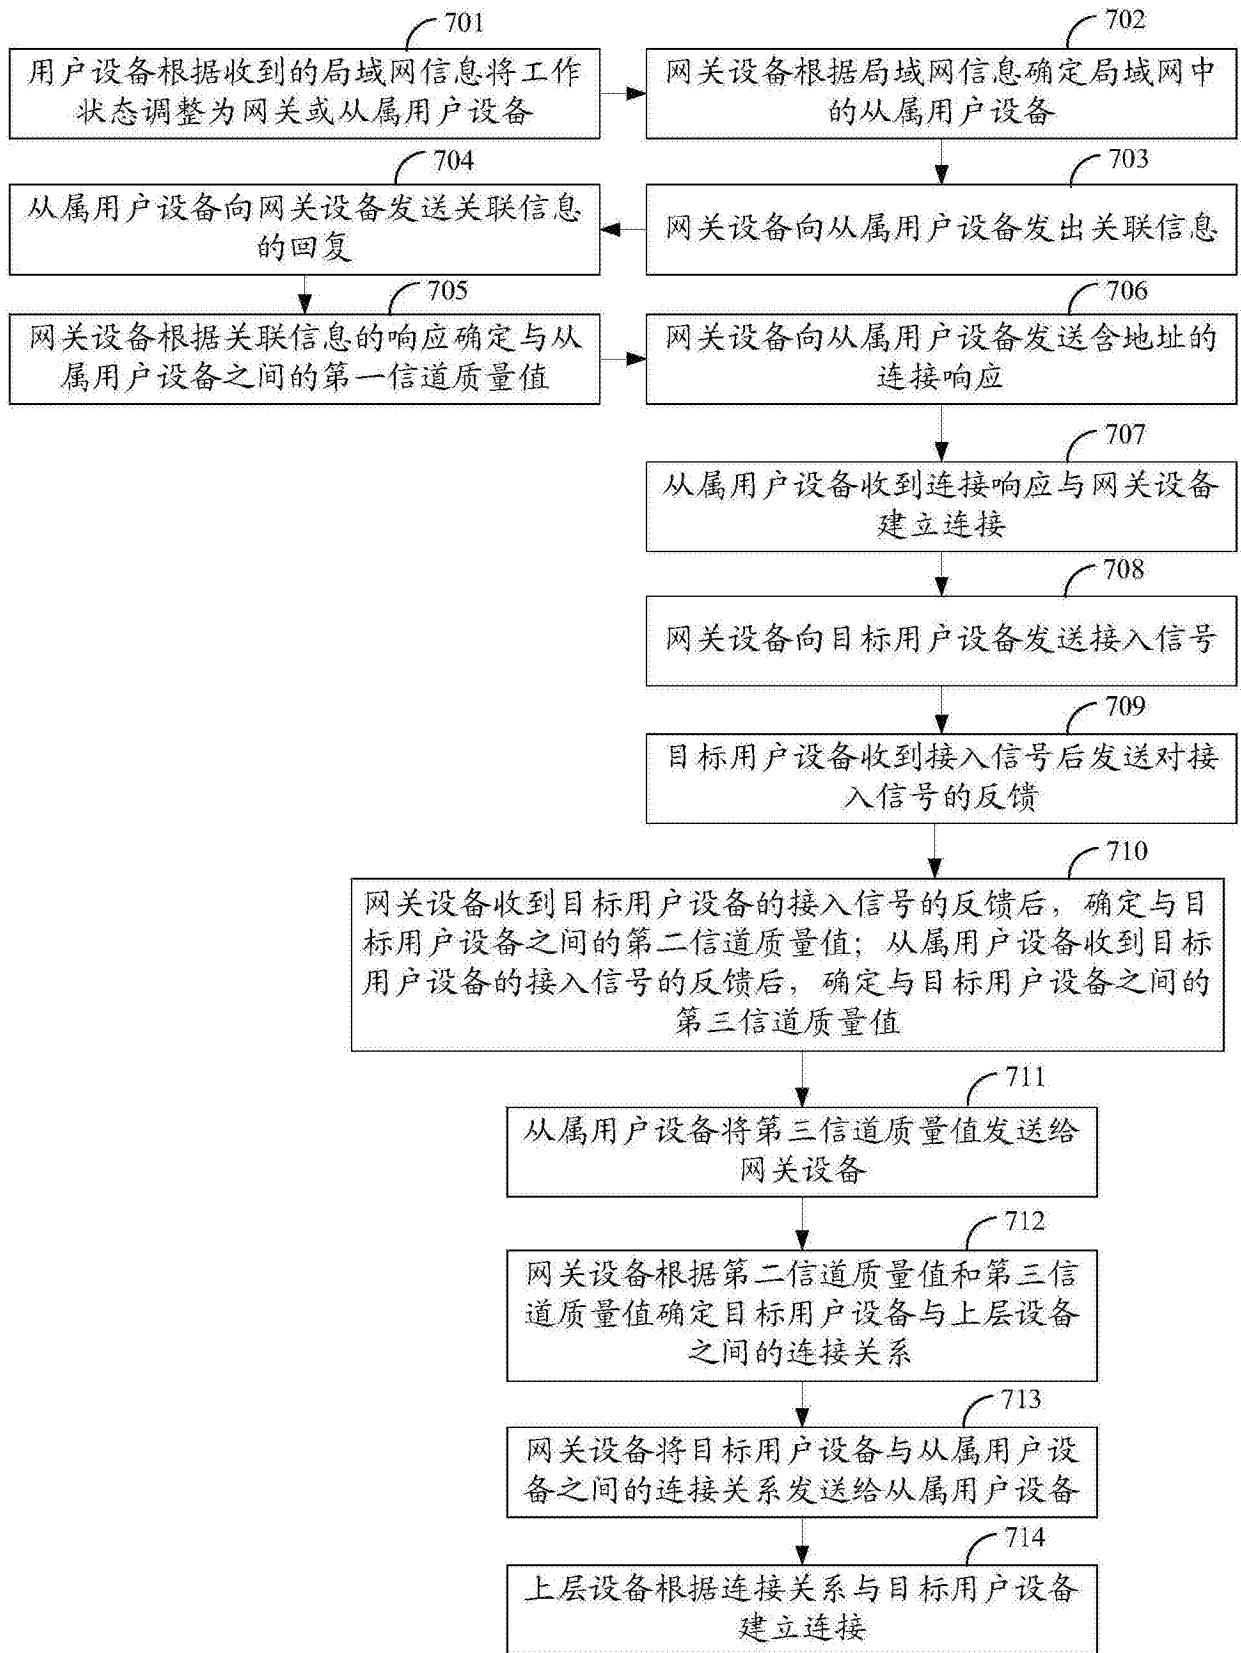 701
用户设备根据收到的局域网信息将工作
状态调整为网关或从属用户设备
702
网关设备根据局域网信息确定局域网中
的从属用户设备
703
网关设备向从属用户设备发出关联信息
704
从属用户设备向网关设备发送关联信息
的回复
705
网关设备根据关联信息的响应确定与从
属用户设备之间的第一信道质量值
706
网关设备向从属用户设备发送含地址的
连接响应
707
从属用户设备收到连接响应与网关设备
建立连接
708
网关设备向目标用户设备发送接入信号
709
目标用户设备收到接入信号后发送对接
入信号的反馈
710
网关设备收到目标用户设备的接入信号的反馈后，确定与目
标用户设备之间的第二信道质量值；从属用户设备收到目标
用户设备的接入信号的反馈后，确定与目标用户设备之间的
第三信道质量值
711
从属用户设备将第三信道质量值发送给
网关设备
712
网关设备根据第二信道质量值和第三信
道质量值确定目标用户设备与上层设备
之间的连接关系
713
网关设备将目标用户设备与从属用户设
备之间的连接关系发送给从属用户设备
714
上层设备根据连接关系与目标用户设备
建立连接